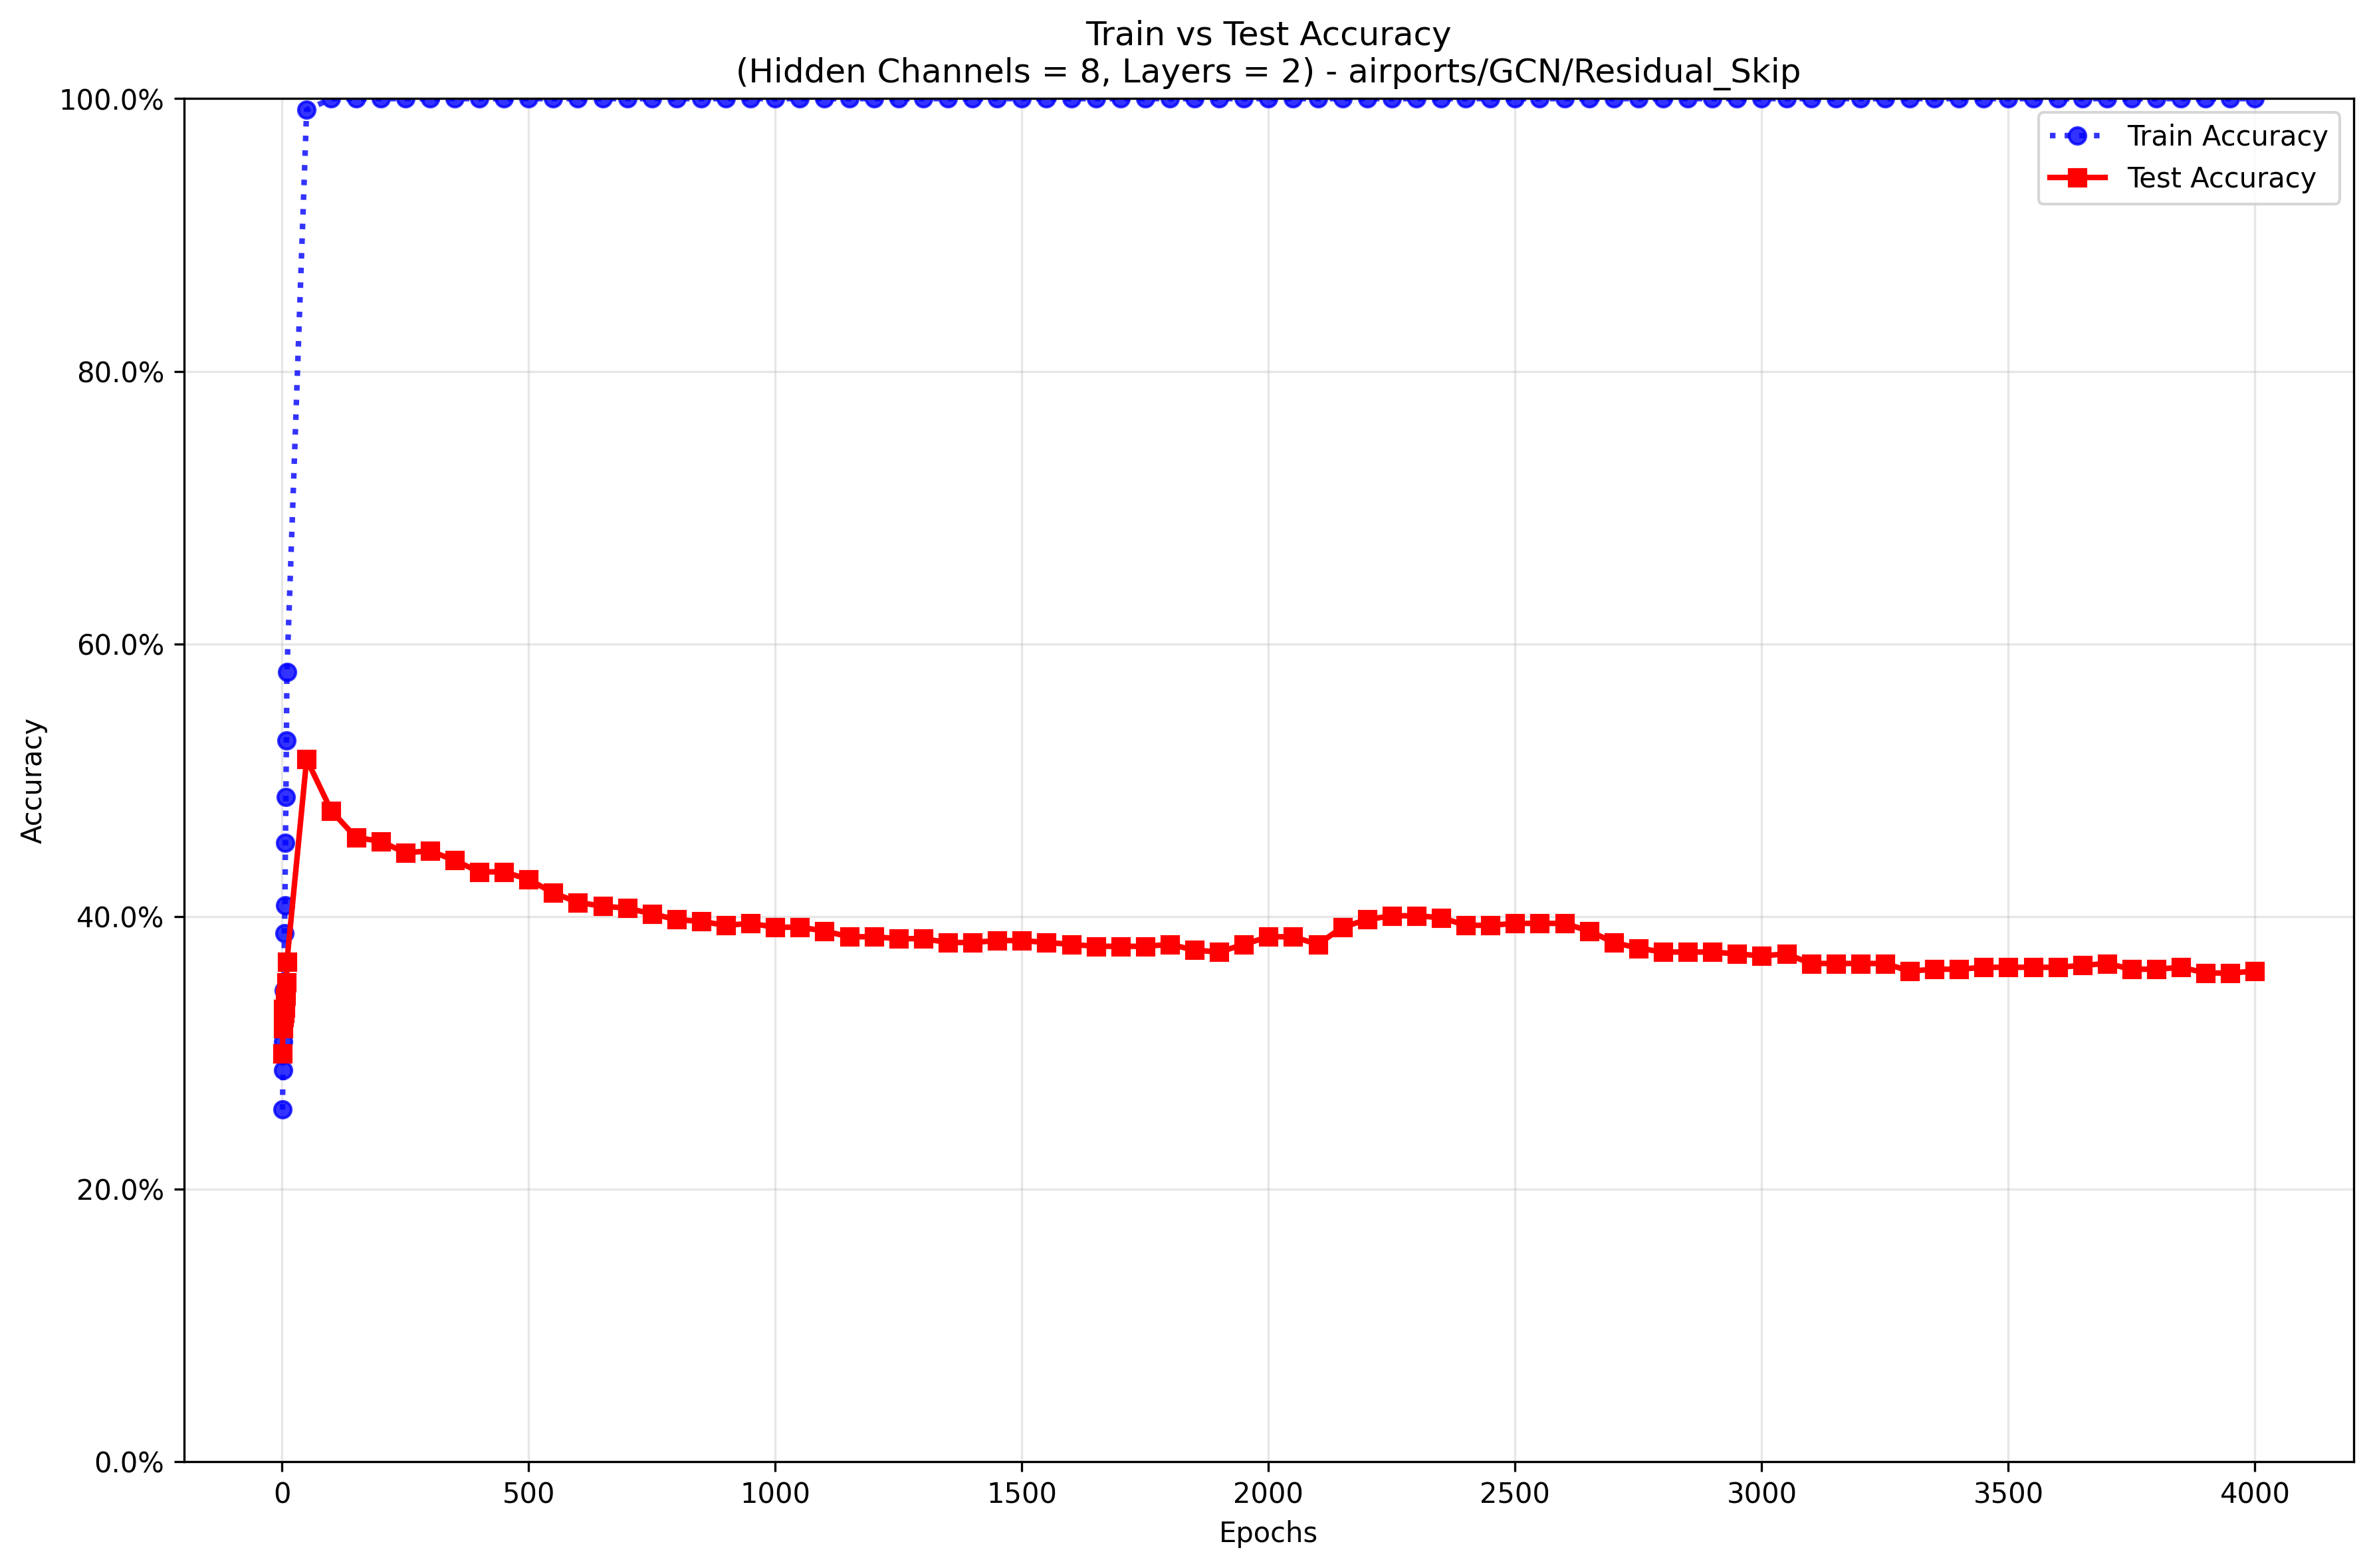 Train vs Test Accuracy
(Hidden Channels = 8, Layers = 2) - airports/GCN/Residual_Skip
100.0%
80.0%
60.0%
40.0%
20.0%
0.0%
Accuracy
Train Accuracy
Test Accuracy
0
500
1000
1500
2000
2500
3000
3500
4000
Epochs